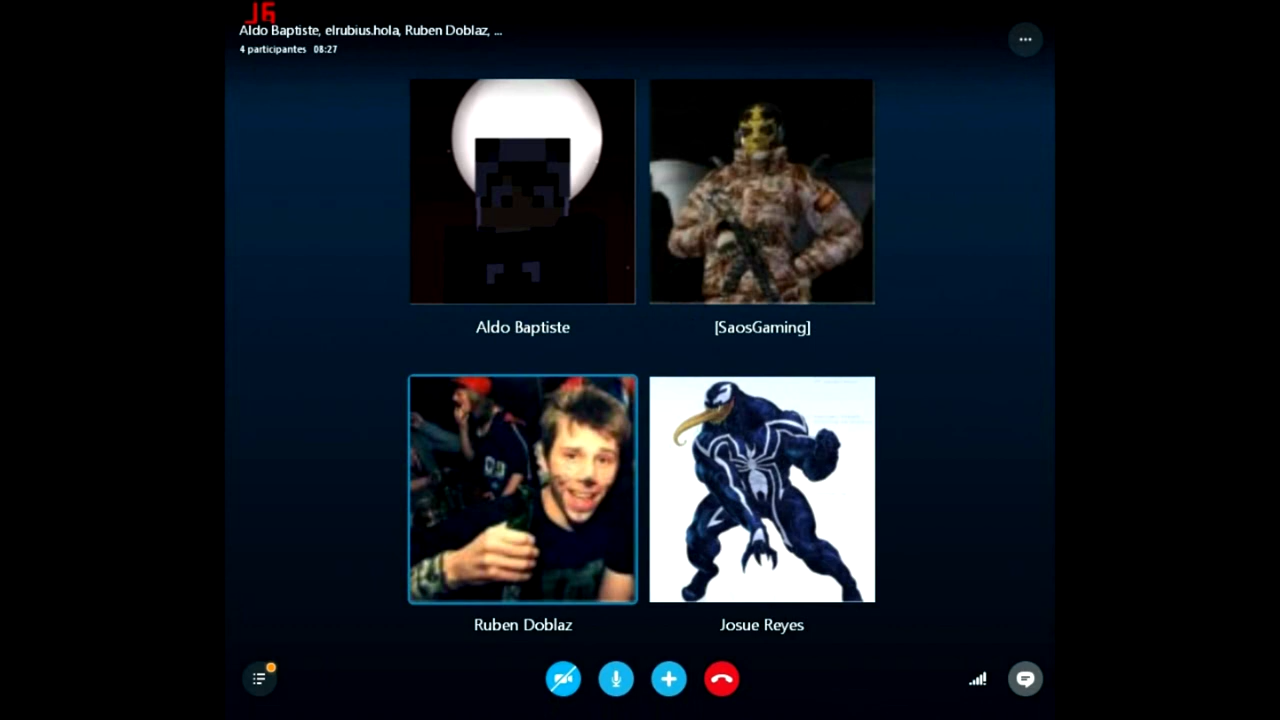 J6
Aldo Baptiste, elrubius.hola, Ruben Doblaz, ...
4 participantes 08:27
Aldo Baptiste
[SaosGaming]
Ruben Doblaz
Josue Reyes